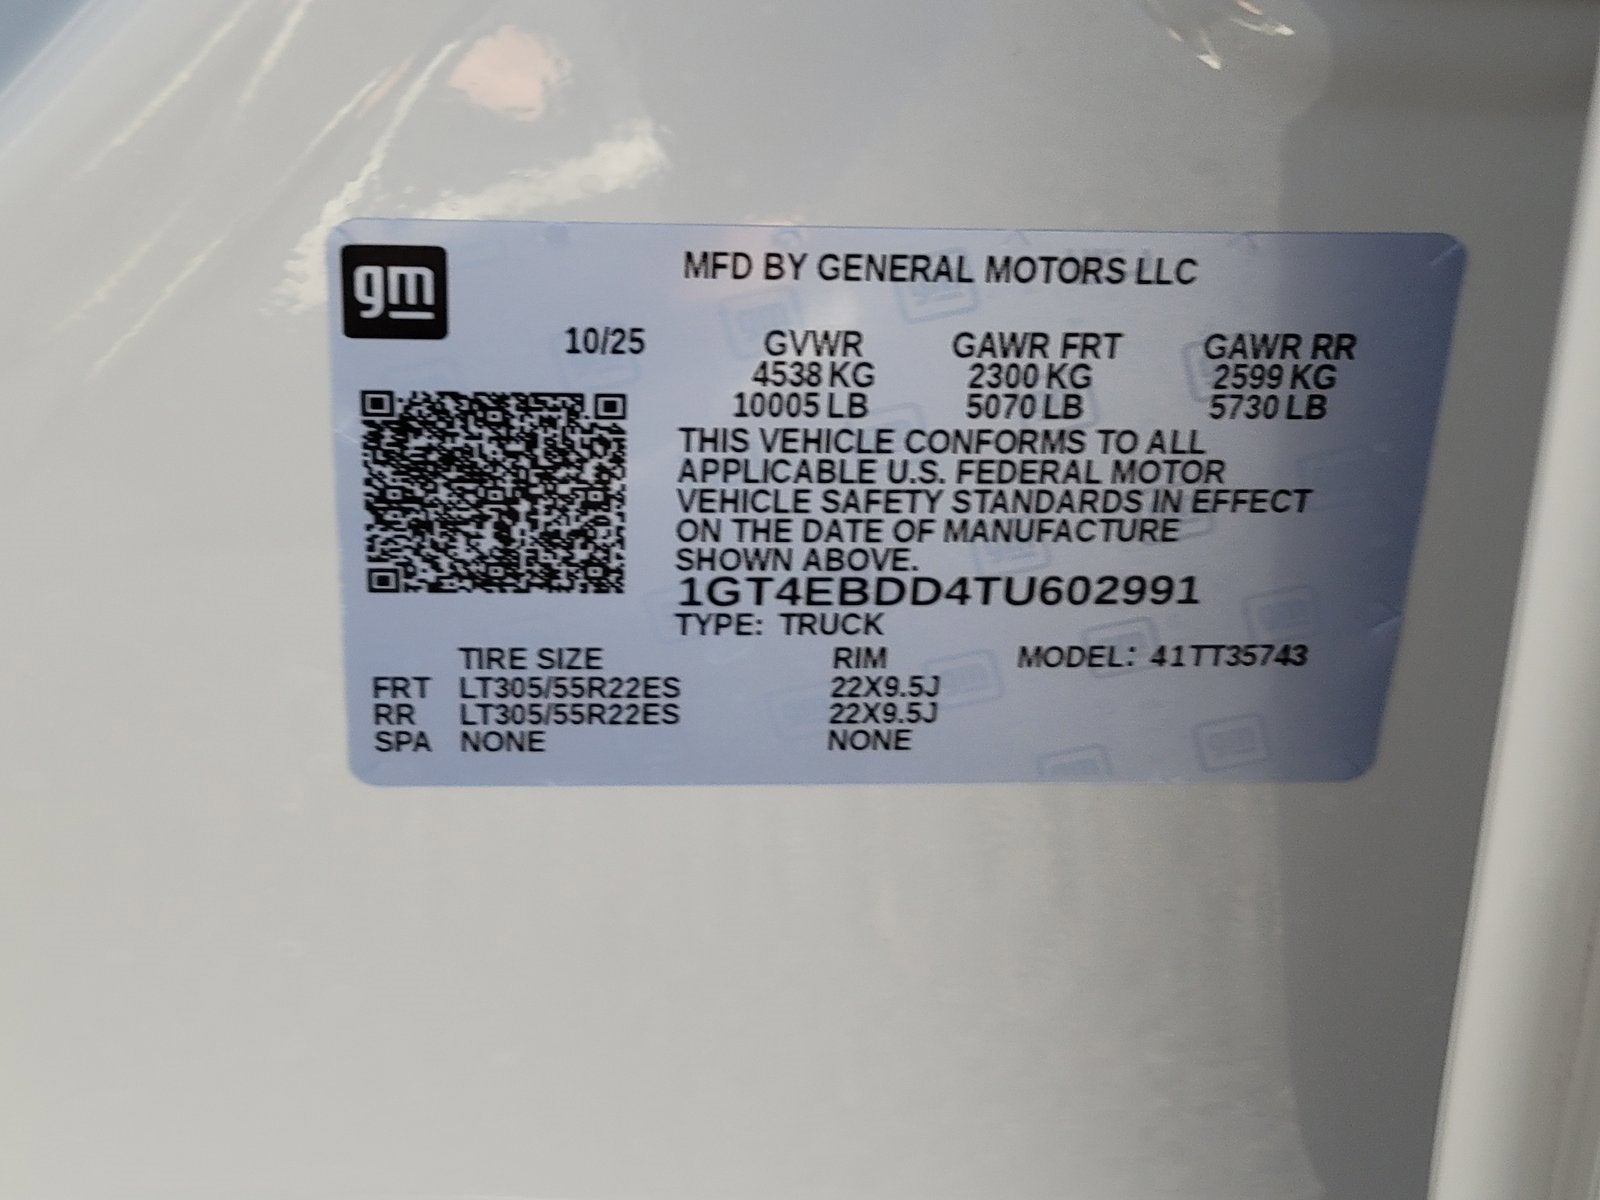 gm
MFD BY GENERAL MOTORS LLC
10/25 GVWR GAWR FRT GAWR RR
4538 KG 2300 KG 2599 KG
10005 LB 5070 LB 5730 LB
THIS VEHICLE CONFORMS TO ALL
APPLICABLE U.S. FEDERAL MOTOR
VEHICLE SAFETY STANDARDS IN EFFECT
ON THE DATE OF MANUFACTURE
SHOWN ABOVE.
1GT4EBDD4TU602991
TYPE: TRUCK
TIRE SIZE RIM MODEL: 41TT35743
FRT LT305/55R22ES 22X9.5J
RR LT305/55R22ES 22X9.5J
SPA NONE NONE